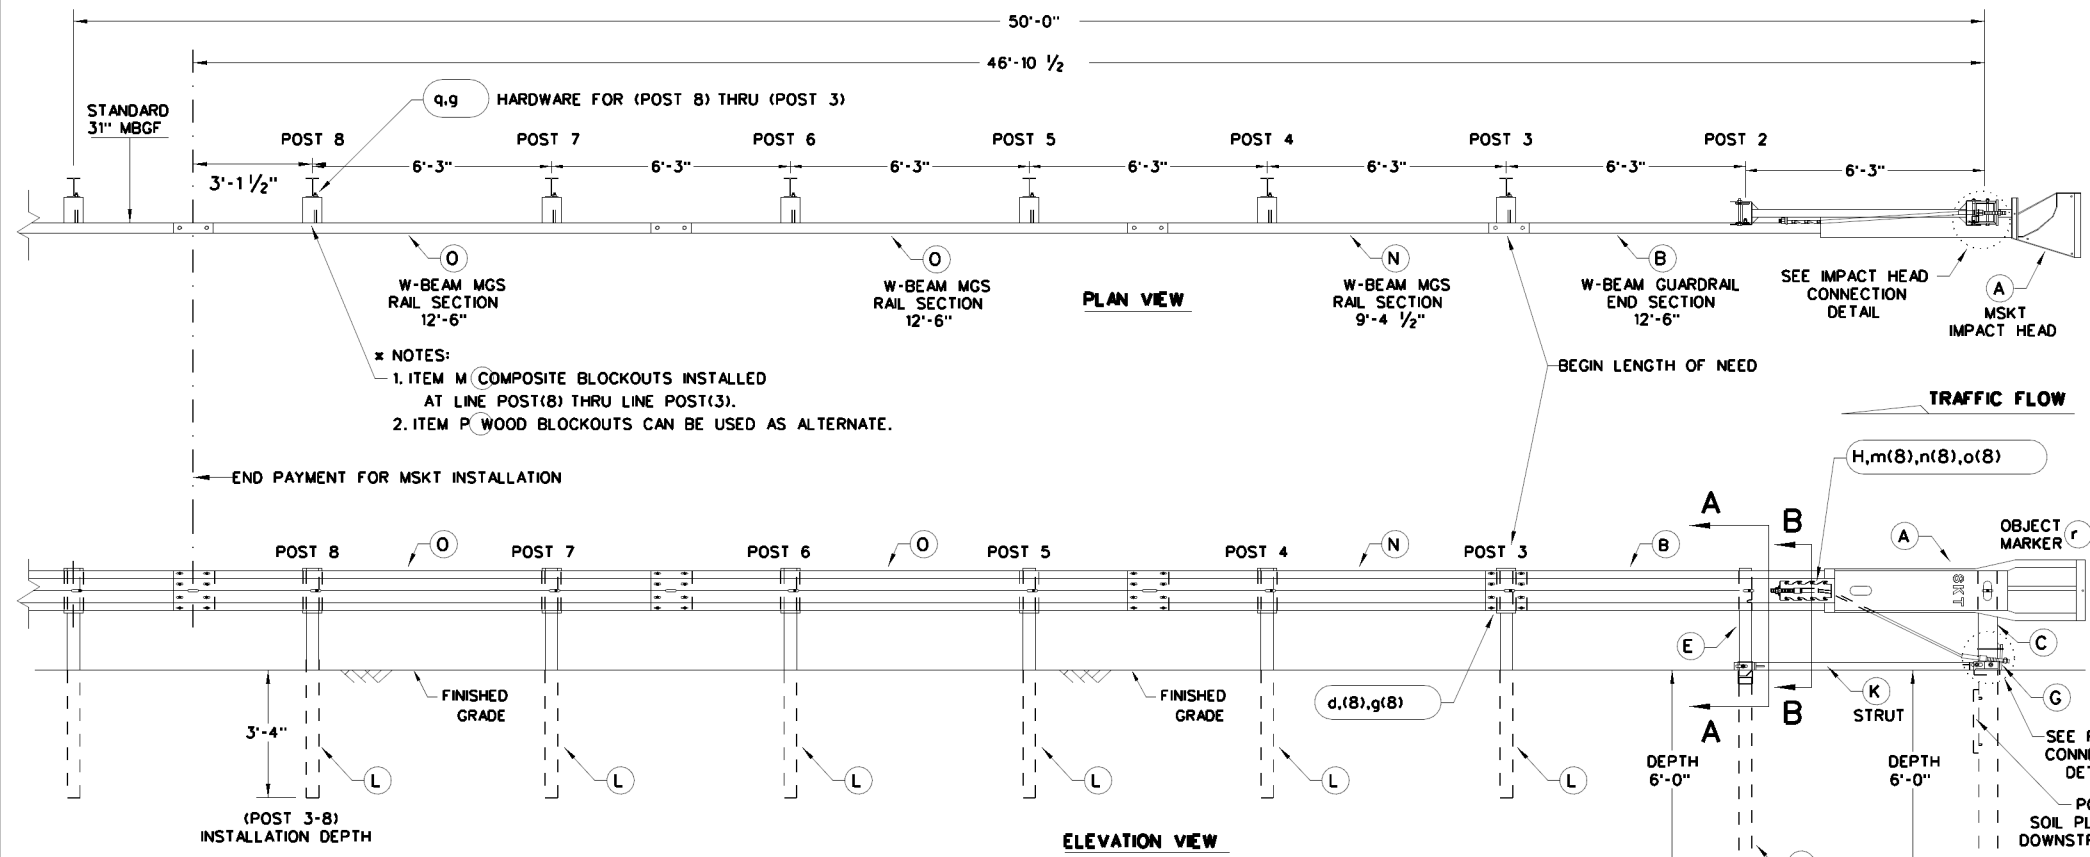 50'-0"
46'-10 1/2
STANDARD
31" MBGF
q,g HARDWARE FOR (POST 8) THRU (POST 3)
POST 8 POST 7 POST 6 POST 5 POST 4 POST 3 POST 2
3'-1 1/2" 6'-3" 6'-3" 6'-3" 6'-3" 6'-3" 6'-3" 6'-3"
O
W-BEAM MGS
RAIL SECTION
12'-6"
O
W-BEAM MGS
RAIL SECTION
12'-6"
PLAN VIEW
N
W-BEAM MGS
RAIL SECTION
9'-4 1/2"
B
W-BEAM GUARDRAIL
END SECTION
12'-6"
SEE IMPACT HEAD
CONNECTION
DETAIL
A
MSKT
IMPACT HEAD
* NOTES:
1. ITEM M COMPOSITE BLOCKOUTS INSTALLED
AT LINE POST(8) THRU LINE POST(3).
2. ITEM P WOOD BLOCKOUTS CAN BE USED AS ALTERNATE.
BEGIN LENGTH OF NEED
TRAFFIC FLOW
END PAYMENT FOR MSKT INSTALLATION
H,m(8),n(8),o(8)
A B
A
OBJECT
MARKER r
POST 8 O POST 7 POST 6 O POST 5 POST 4 N POST 3 B
SKT
E
C
FINISHED
GRADE
FINISHED
GRADE
d,(8),g(8)
K
STRUT
G
A B
3'-4"
L L L L L
DEPTH
6'-0"
DEPTH
6'-0"
SEE
(POST 3-8)
INSTALLATION DEPTH
SOIL
ELEVATION VIEW